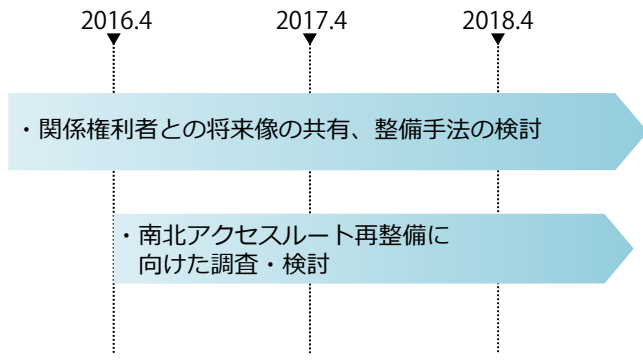 2016.4 2017.4 2018.4
・関係権利者との将来像の共有、整備手法の検討
・南北アクセスルート再整備に
向けた調査・検討